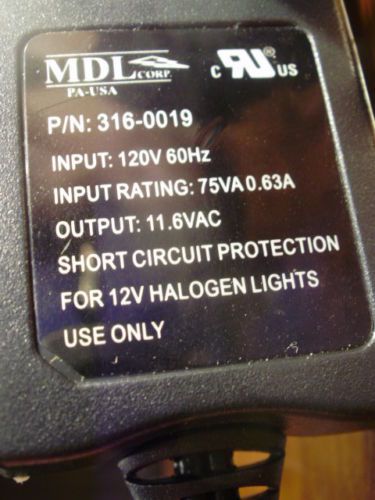 MDL CORP.
PA-USA
C RU ® US
P/N: 316-0019
INPUT: 120V 60Hz
INPUT RATING: 75VA 0.63A
OUTPUT: 11.6VAC
SHORT CIRCUIT PROTECTION
FOR 12V HALOGEN LIGHTS
USE ONLY